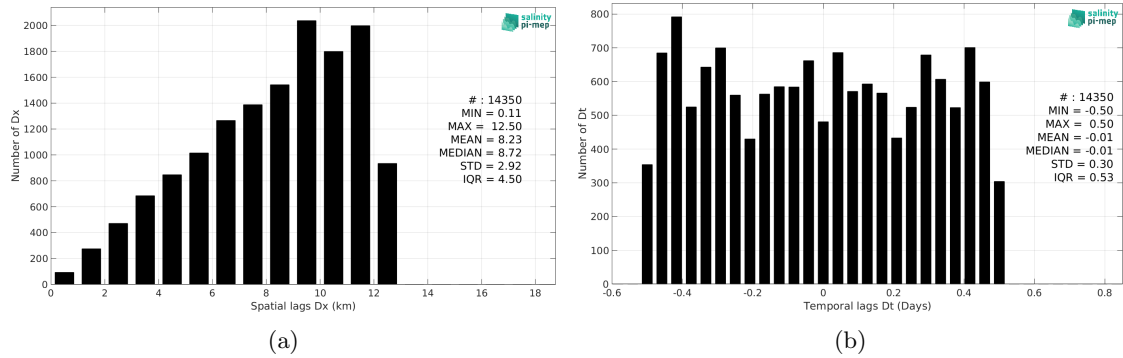 salinity
pi-mep
2000
1800
1600
1400
1200
1000
800
600
400
200
0
Number of Dx
# : 14350
MIN = 0.11
MAX = 12.50
MEAN = 8.23
MEDIAN = 8.72
STD = 2.92
IQR = 4.50
0 2 4 6 8 10 12 14 16 18
Spatial lags Dx (km)
(a)
salinity
pi-mep
800
700
600
500
400
300
200
100
0
Number of Dt
# : 14350
MIN = -0.50
MAX = 0.50
MEAN = -0.01
MEDIAN = -0.01
STD = 0.30
IQR = 0.53
-0.6 -0.4 -0.2 0 0.2 0.4 0.6 0.8
Temporal lags Dt (Days)
(b)